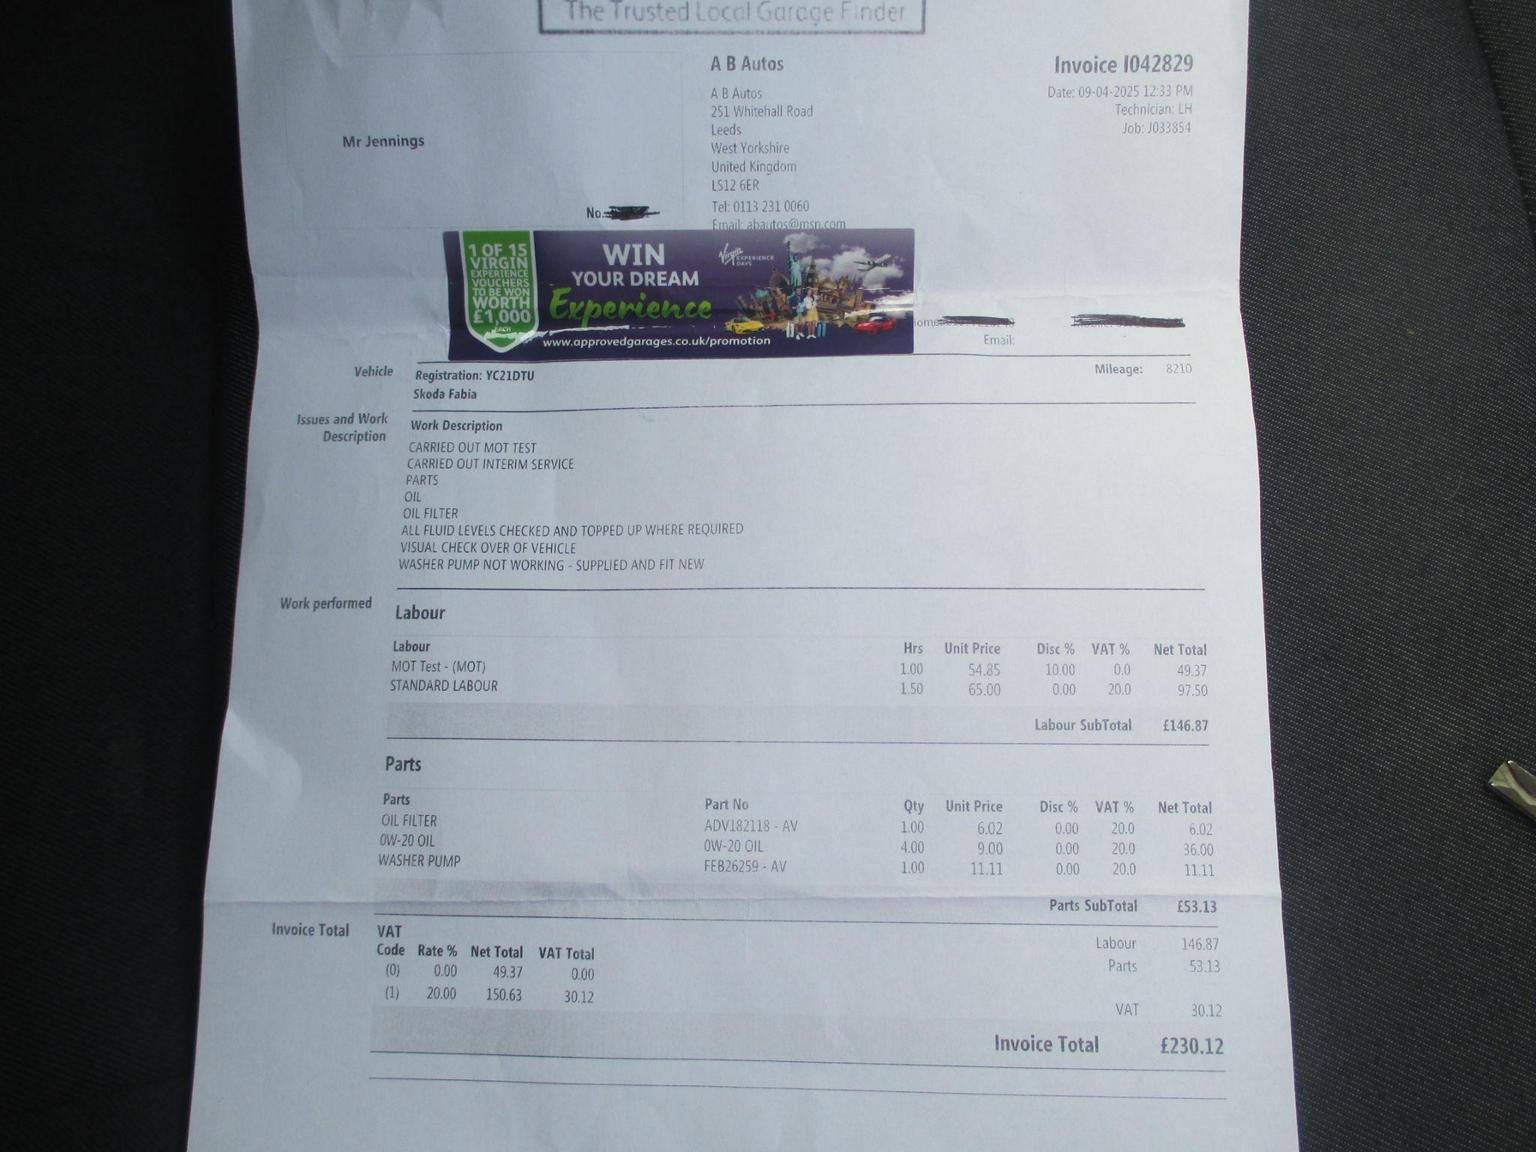 The Trusted Local Garage Finder
A B Autos
Invoice I042829
A B Autos
251 Whitehall Road
Leeds
West Yorkshire
United Kingdom
LS12 6ER
Tel: 0113 231 0060
Email: abautos@msn.com
Date: 09-04-2025 12:33 PM
Technician: LH
Job: J033854
Mr Jennings
No.
1 OF 15
VIRGIN
EXPERIENCE
VOUCHERS
TO BE WON
WORTH
£1,000
EACH
WIN
YOUR DREAM
Experience
www.approvedgarages.co.uk/promotion
Virgin EXPERIENCE DAYS
Email:
Vehicle
Registration: YC21DTU
Skoda Fabia
Mileage: 8210
Issues and Work
Description
Work Description
CARRIED OUT MOT TEST
CARRIED OUT INTERIM SERVICE
PARTS
OIL
OIL FILTER
ALL FLUID LEVELS CHECKED AND TOPPED UP WHERE REQUIRED
VISUAL CHECK OVER OF VEHICLE
WASHER PUMP NOT WORKING - SUPPLIED AND FIT NEW
Work performed
Labour
Labour Hrs Unit Price Disc % VAT % Net Total
MOT Test - (MOT) 1.00 54.85 10.00 0.0 49.37
STANDARD LABOUR 1.50 65.00 0.00 20.0 97.50
Labour SubTotal £146.87
Parts
Parts Part No Qty Unit Price Disc % VAT % Net Total
OIL FILTER ADV182118 - AV 1.00 6.02 0.00 20.0 6.02
0W-20 OIL 0W-20 OIL 4.00 9.00 0.00 20.0 36.00
WASHER PUMP FEB26259 - AV 1.00 11.11 0.00 20.0 11.11
Parts SubTotal £53.13
Invoice Total
VAT
Code Rate % Net Total VAT Total
(0) 0.00 49.37 0.00
(1) 20.00 150.63 30.12
Labour 146.87
Parts 53.13
VAT 30.12
Invoice Total £230.12